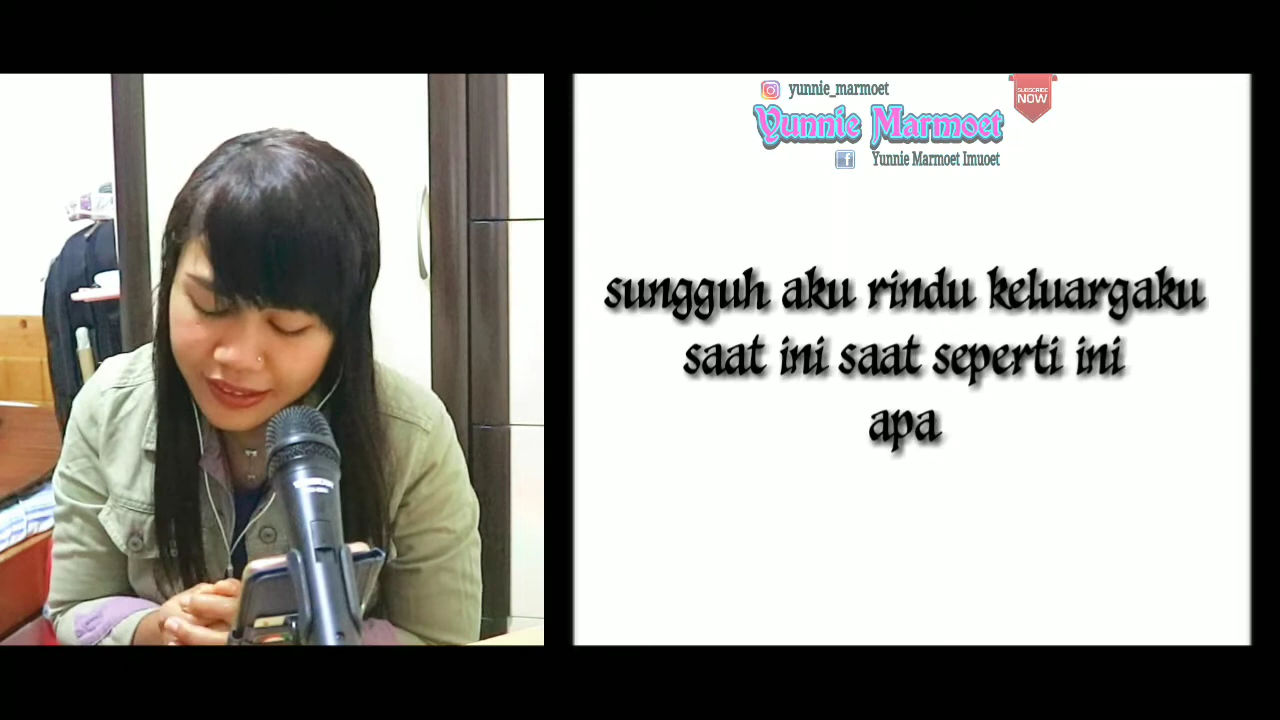 yunnie_marmoet
SUBSCRIBE
NOW
Yunnie Marmoet
Yunnie Marmoet Imuoet
sungguh aku rindu keluargaku
saat ini saat seperti ini
apa